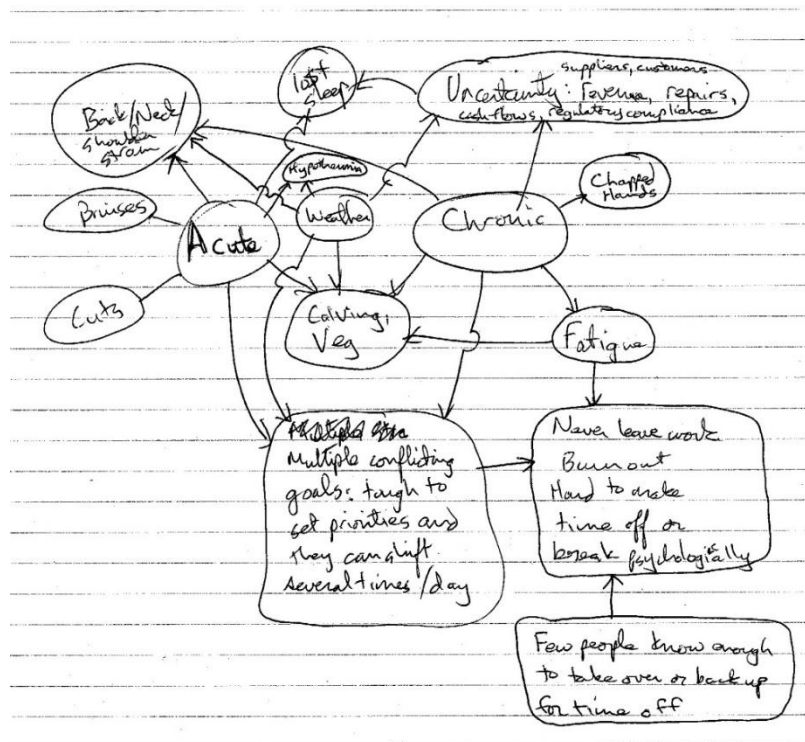 lost
sleep
suppliers, customers
Uncertainty: revenue, repairs,
cashflows, regulatory compliance
Back/Neck/
shoulder
strain
Hypothermia
Chapped
Hands
Bruises
Weather
Chronic
Acute
Cuts
Calving,
Veg
Fatigue
Multiple conflicting
goals: tough to
set priorities and
they can shift
several times/day
Never leave work
Burnout
Hard to make
time off or
break psychologically
Few people know enough
to take over or back up
for time off